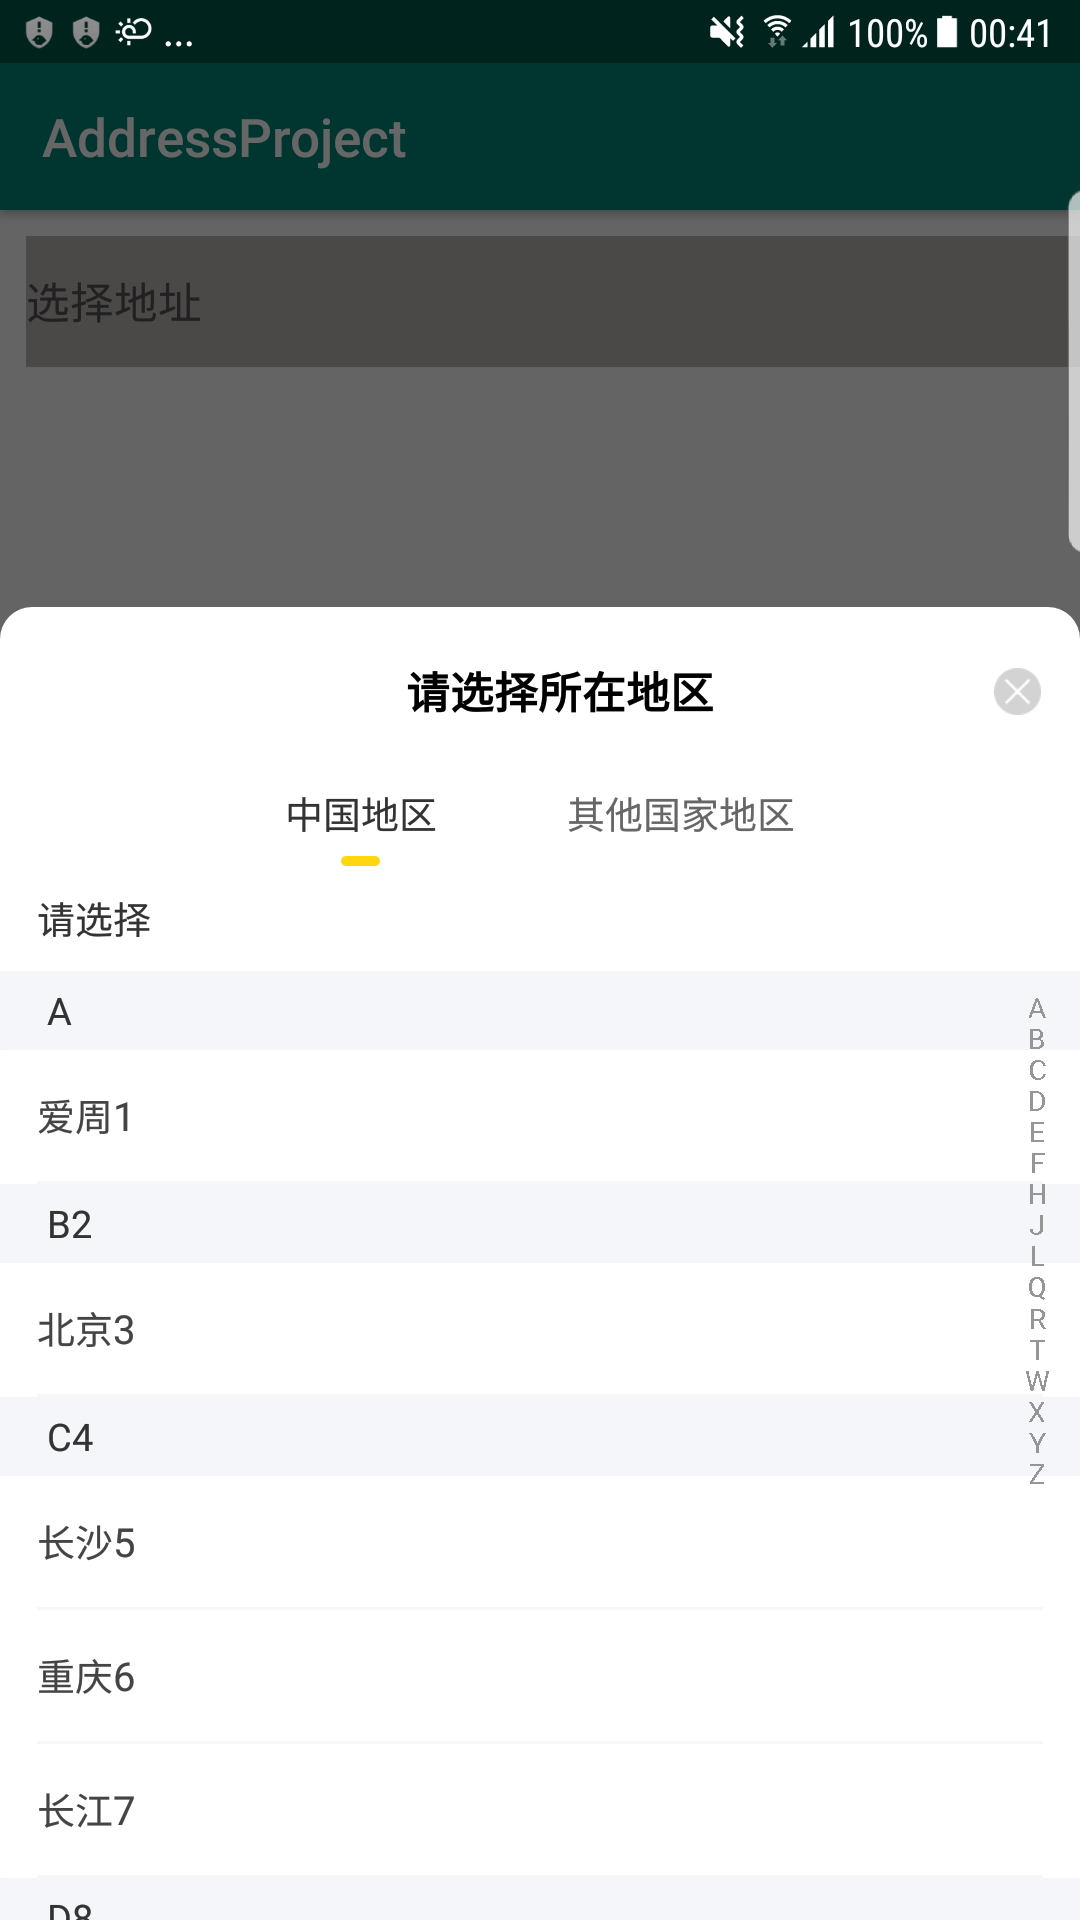 ... 100% 00:41
AddressProject
选择地址
请选择所在地区
中国地区 其他国家地区
请选择
A
爱周1
B2
北京3
C4
长沙5
重庆6
长江7
D8
A
B
C
D
E
F
H
J
L
Q
R
T
W
X
Y
Z